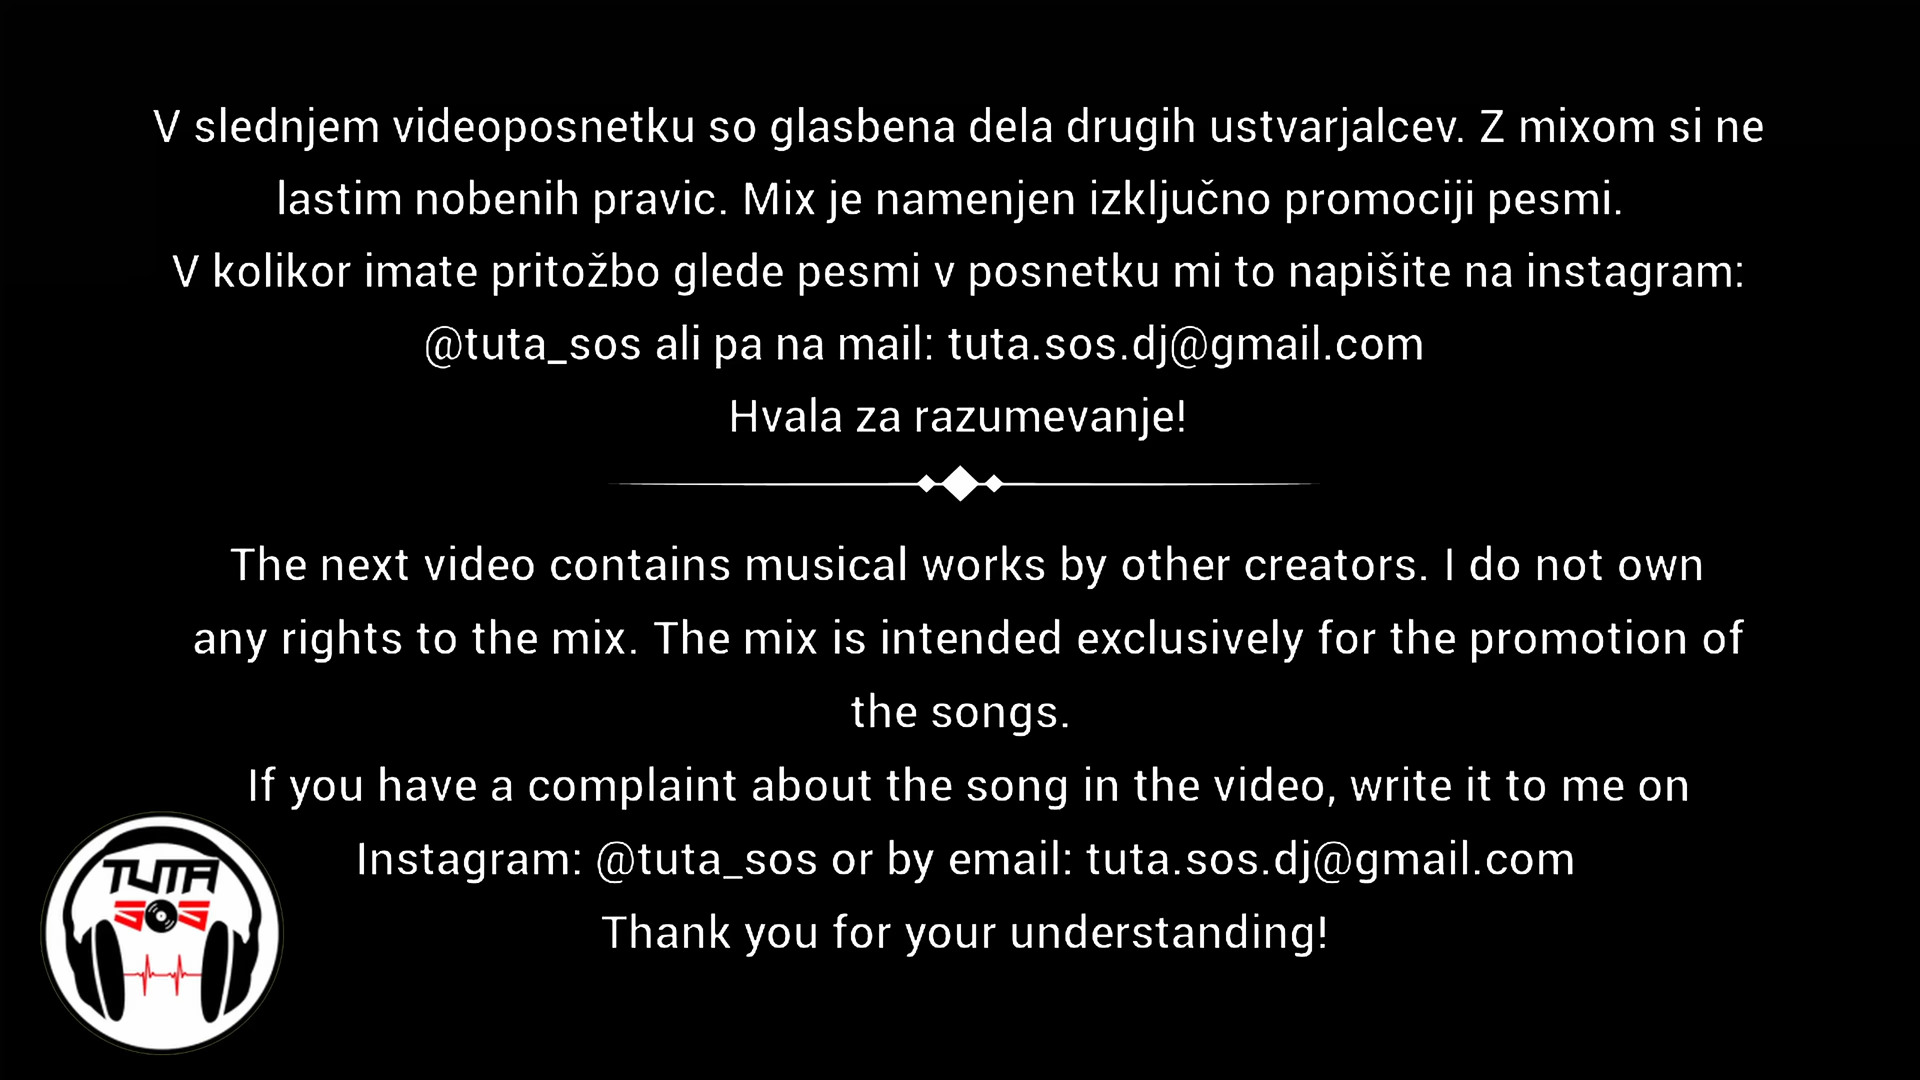 V slednjem videoposnetku so glasbena dela drugih ustvarjalcev. Z mixom si ne
lastim nobenih pravic. Mix je namenjen izključno promociji pesmi.
V kolikor imate pritožbo glede pesmi v posnetku mi to napišite na instagram:
@tuta_sos ali pa na mail: tuta.sos.dj@gmail.com
Hvala za razumevanje!
The next video contains musical works by other creators. I do not own
any rights to the mix. The mix is intended exclusively for the promotion of
the songs.
If you have a complaint about the song in the video, write it to me on
Instagram: @tuta_sos or by email: tuta.sos.dj@gmail.com
Thank you for your understanding!
TUTA
SOS